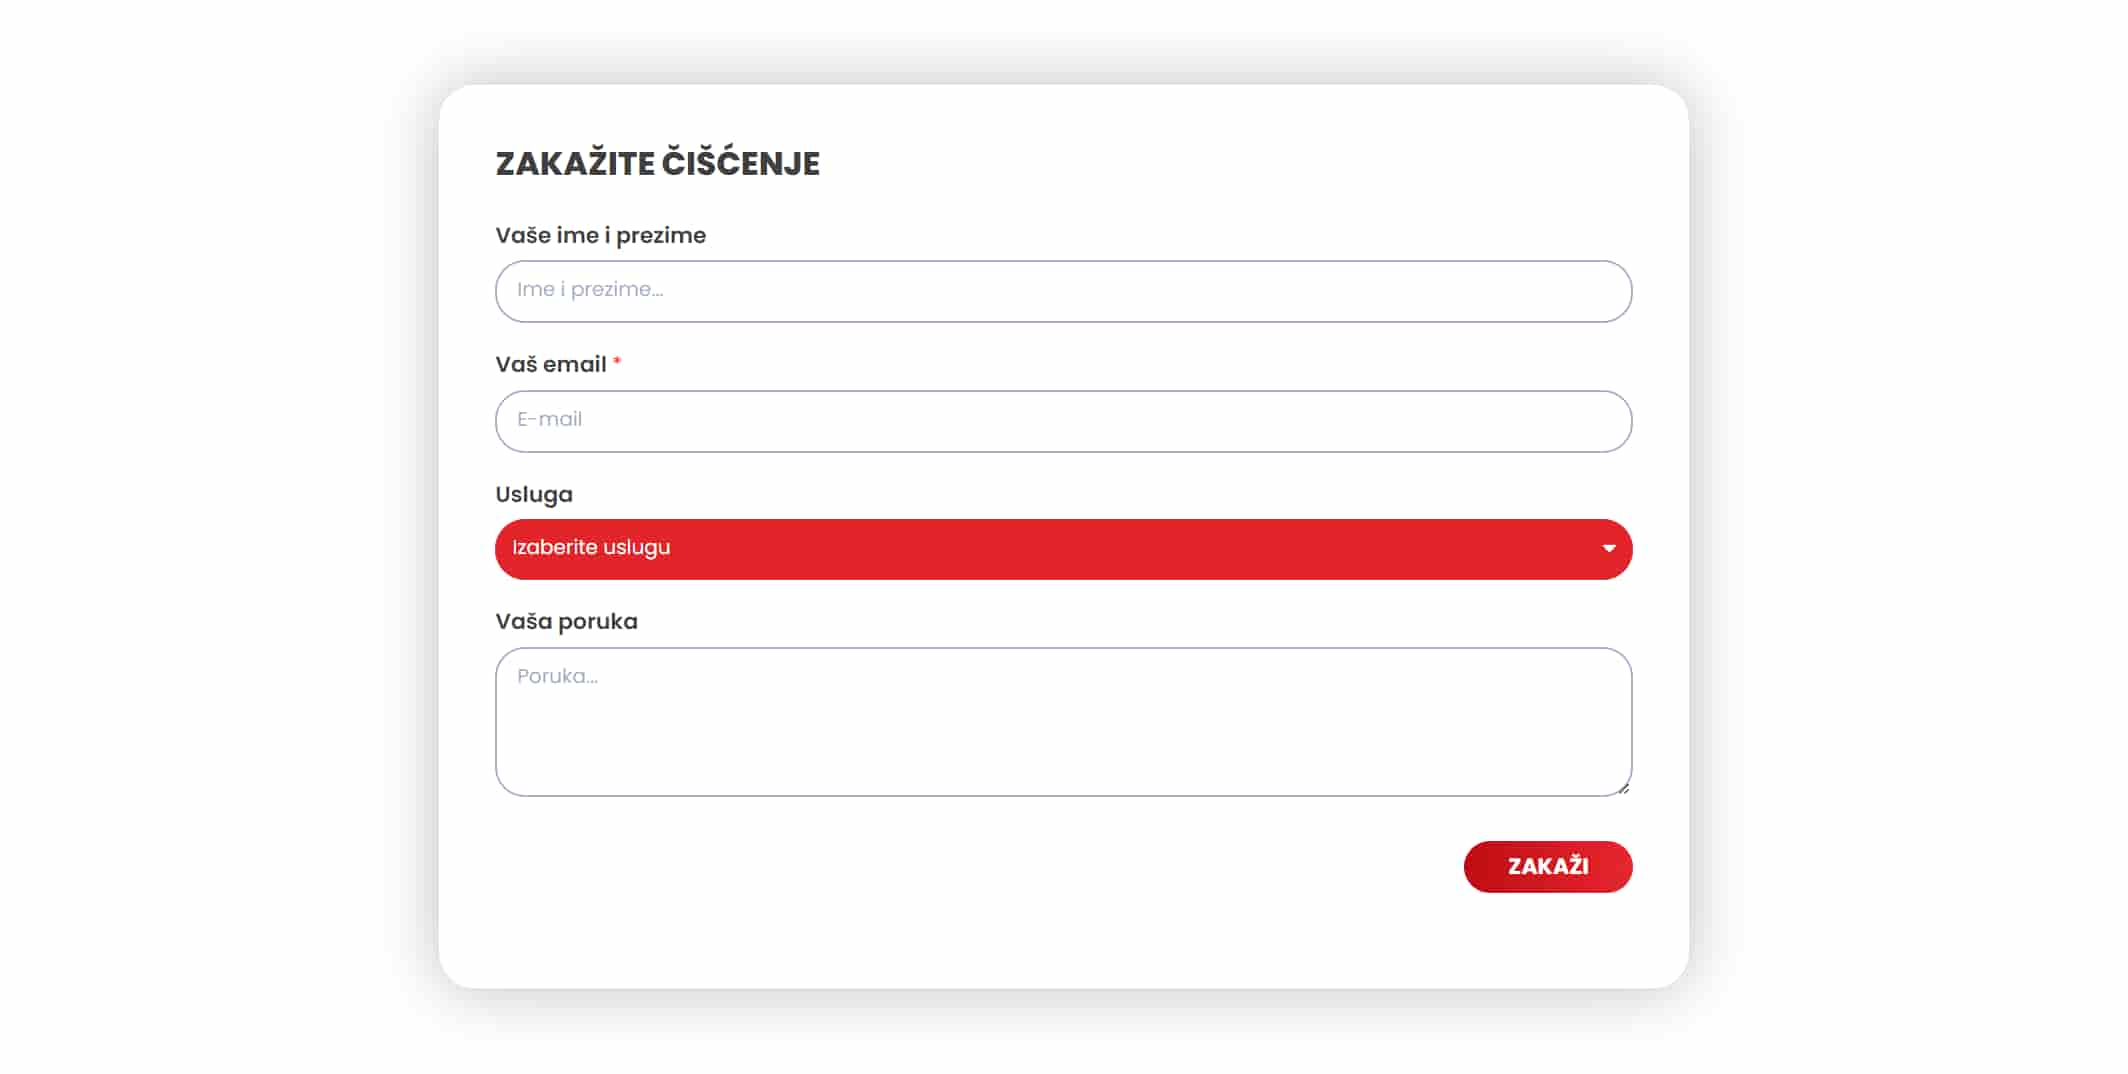 ZAKAŽITE ČIŠĆENJE
Vaše ime i prezime
Ime i prezime...
Vaš email *
E-mail
Usluga
Izaberite uslugu
Vaša poruka
Poruka...
ZAKAŽI